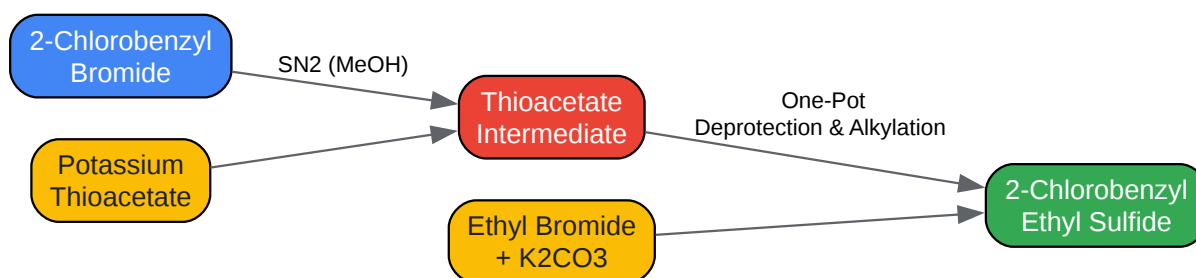 2-Chlorobenzyl
Bromide
SN2 (MeOH)
Potassium
Thioacetate
Thioacetate
Intermediate
One-Pot
Deprotection & Alkylation
Ethyl Bromide
+ K2CO3
2-Chlorobenzyl
Ethyl Sulfide